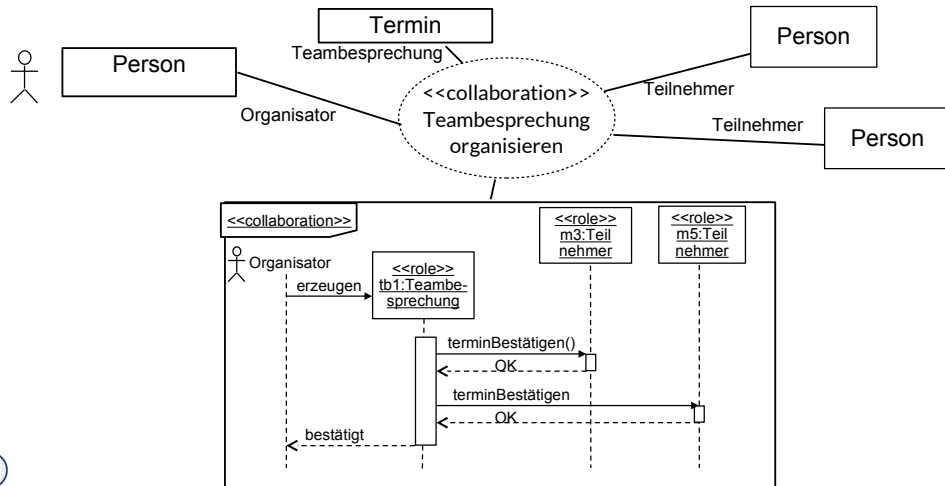 Termin
Teambesprechung
Person
Person
Organisator
<<collaboration>>
Teambesprechung
organisieren
Teilnehmer
Teilnehmer
Person
<<collaboration>>
Organisator
erzeugen
<<role>>
tb1:Teambe-
sprechung
<<role>>
m3:Teil
nehmer
<<role>>
m5:Teil
nehmer
terminBestätigen()
OK
terminBestätigen
OK
bestätigt